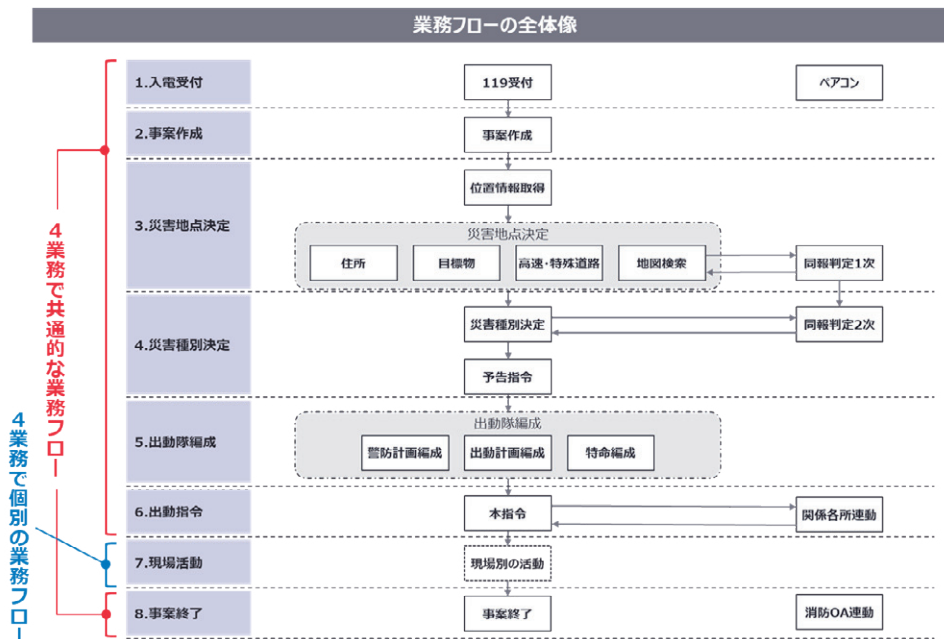 業務フローの全体像
4業務で共通的な業務フロー
4業務で個別の業務フロー
1.入電受付
119受付
ペアコン
2.事案作成
事案作成
3.災害地点決定
位置情報取得
災害地点決定
住所
目標物
高速・特殊道路
地図検索
同報判定1次
4.災害種別決定
災害種別決定
同報判定2次
予告指令
5.出動隊編成
出動隊編成
警防計画編成
出動計画編成
特命編成
6.出動指令
本指令
関係各所連動
7.現場活動
現場別の活動
8.事案終了
事案終了
消防OA連動